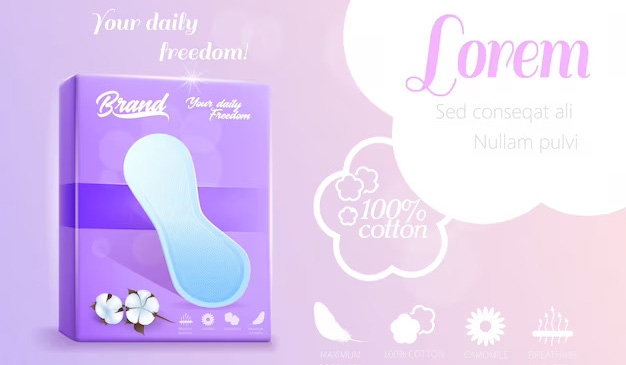 Your daily
freedom!
Brand
Your daily
Freedom
Lorem
Sed conseqat ali
Nullam pulvi
100%
cotton
MAXIMUM
100% COTTON
CAMOMILE
BREATHING